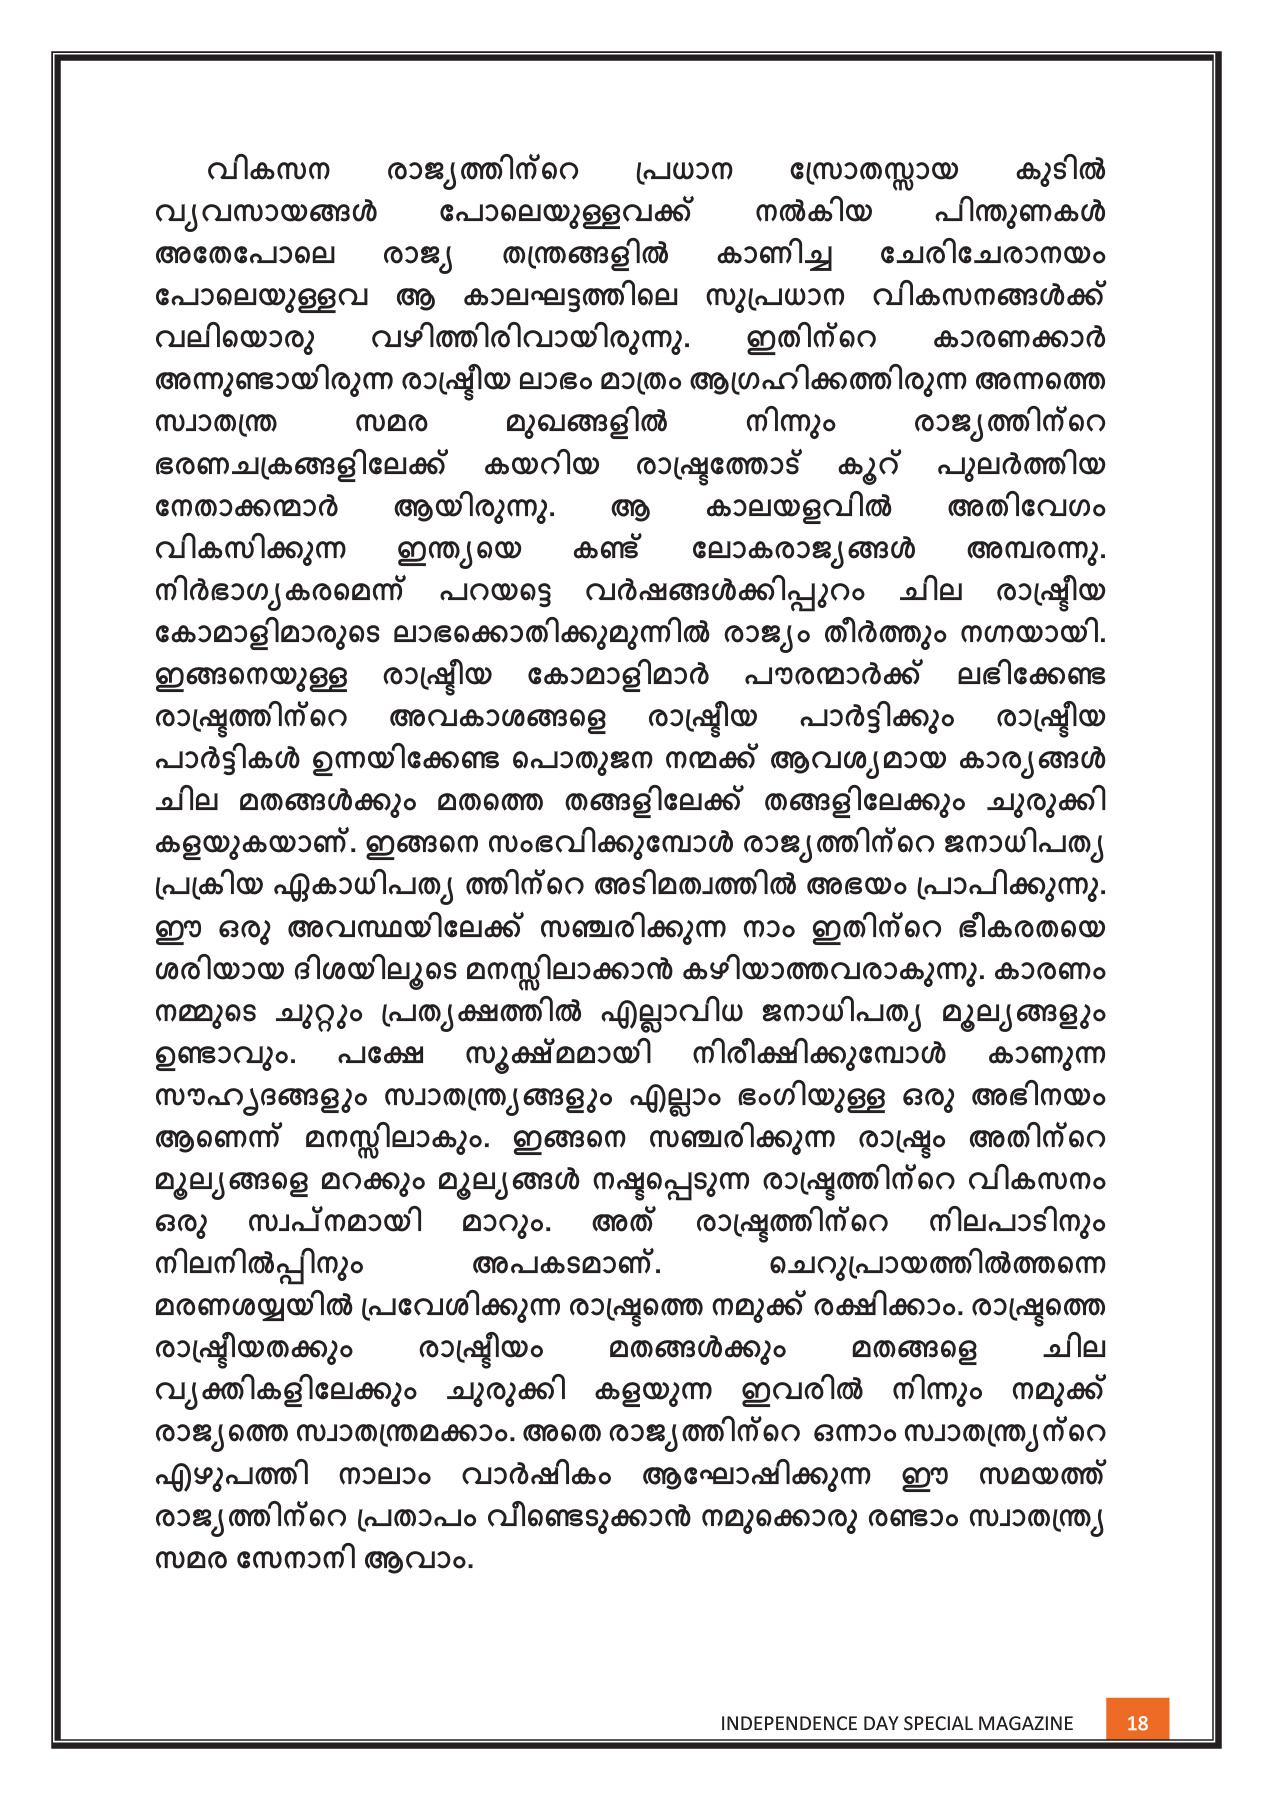 വികസന രാജ്യത്തിന്റെ പ്രധാന സ്രോതസ്സായ കുടിൽ
വ്യവസായങ്ങൾ പോലെയുള്ളവക്ക് നൽകിയ പിന്തുണകൾ
അതേപോലെ രാജ്യ തന്ത്രങ്ങളിൽ കാണിച്ച ചേരിചേരാനയം
പോലെയുള്ളവ ആ കാലഘട്ടത്തിലെ സുപ്രധാന വികസനങ്ങൾക്ക്
വലിയൊരു വഴിത്തിരിവായിരുന്നു. ഇതിന്റെ കാരണക്കാർ
അന്നുണ്ടായിരുന്ന രാഷ്ട്രീയ ലാഭം മാത്രം ആഗ്രഹിക്കത്തിരുന്ന അന്നത്തെ
സ്വാതന്ത്ര സമര മുഖങ്ങളിൽ നിന്നും രാജ്യത്തിന്റെ
ഭരണചക്രങ്ങളിലേക്ക് കയറിയ രാഷ്ട്രത്തോട് കൂറ് പുലർത്തിയ
നേതാക്കന്മാർ ആയിരുന്നു. ആ കാലയളവിൽ അതിവേഗം
വികസിക്കുന്ന ഇന്ത്യയെ കണ്ട് ലോകരാജ്യങ്ങൾ അമ്പരന്നു.
നിർഭാഗ്യകരമെന്ന് പറയട്ടെ വർഷങ്ങൾക്കിപ്പുറം ചില രാഷ്ട്രീയ
കോമാളിമാരുടെ ലാഭക്കൊതിക്കുമുന്നിൽ രാജ്യം തീർത്തും നഗ്നയായി.
ഇങ്ങനെയുള്ള രാഷ്ട്രീയ കോമാളിമാർ പൗരന്മാർക്ക് ലഭിക്കേണ്ട
രാഷ്ട്രത്തിന്റെ അവകാശങ്ങളെ രാഷ്ട്രീയ പാർട്ടിക്കും രാഷ്ട്രീയ
പാർട്ടികൾ ഉന്നയിക്കേണ്ട പൊതുജന നന്മക്ക് ആവശ്യമായ കാര്യങ്ങൾ
ചില മതങ്ങൾക്കും മതത്തെ തങ്ങളിലേക്ക് തങ്ങളിലേക്കും ചുരുക്കി
കളയുകയാണ്. ഇങ്ങനെ സംഭവിക്കുമ്പോൾ രാജ്യത്തിന്റെ ജനാധിപത്യ
പ്രക്രിയ ഏകാധിപത്യ ത്തിന്റെ അടിമത്വത്തിൽ അഭയം പ്രാപിക്കുന്നു.
ഈ ഒരു അവസ്ഥയിലേക്ക് സഞ്ചരിക്കുന്ന നാം ഇതിന്റെ ഭീകരതയെ
ശരിയായ ദിശയിലൂടെ മനസ്സിലാക്കാൻ കഴിയാത്തവരാകുന്നു. കാരണം
നമ്മുടെ ചുറ്റും പ്രത്യക്ഷത്തിൽ എല്ലാവിധ ജനാധിപത്യ മൂല്യങ്ങളും
ഉണ്ടാവും. പക്ഷേ സൂക്ഷ്മമായി നിരീക്ഷിക്കുമ്പോൾ കാണുന്ന
സൗഹൃദങ്ങളും സ്വാതന്ത്ര്യങ്ങളും എല്ലാം ഭംഗിയുള്ള ഒരു അഭിനയം
ആണെന്ന് മനസ്സിലാകും. ഇങ്ങനെ സഞ്ചരിക്കുന്ന രാഷ്ട്രം അതിന്റെ
മൂല്യങ്ങളെ മറക്കും മൂല്യങ്ങൾ നഷ്ടപ്പെടുന്ന രാഷ്ട്രത്തിന്റെ വികസനം
ഒരു സ്വപ്നമായി മാറും. അത് രാഷ്ട്രത്തിന്റെ നിലപാടിനും
നിലനിൽപ്പിനും അപകടമാണ്. ചെറുപ്രായത്തിൽത്തന്നെ
മരണശയ്യയിൽ പ്രവേശിക്കുന്ന രാഷ്ട്രത്തെ നമുക്ക് രക്ഷിക്കാം. രാഷ്ട്രത്തെ
രാഷ്ട്രീയതക്കും രാഷ്ട്രീയം മതങ്ങൾക്കും മതങ്ങളെ ചില
വ്യക്തികളിലേക്കും ചുരുക്കി കളയുന്ന ഇവരിൽ നിന്നും നമുക്ക്
രാജ്യത്തെ സ്വാതന്ത്രമക്കാം. അതെ രാജ്യത്തിന്റെ ഒന്നാം സ്വാതന്ത്ര്യന്റെ
എഴുപത്തി നാലാം വാർഷികം ആഘോഷിക്കുന്ന ഈ സമയത്ത്
രാജ്യത്തിന്റെ പ്രതാപം വീണ്ടെടുക്കാൻ നമുക്കൊരു രണ്ടാം സ്വാതന്ത്ര്യ
സമര സേനാനി ആവാം.
INDEPENDENCE DAY SPECIAL MAGAZINE 18